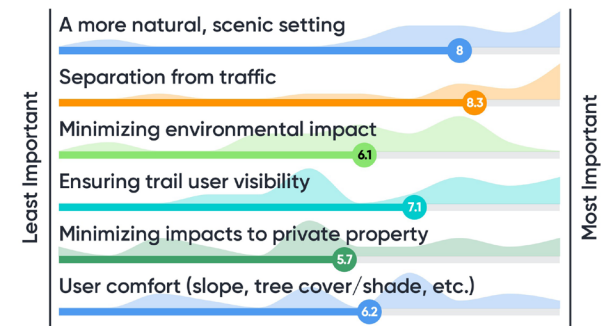 Least Important
A more natural, scenic setting
8
Separation from traffic
8.3
Minimizing environmental impact
6.1
Ensuring trail user visibility
7.1
Minimizing impacts to private property
5.7
User comfort (slope, tree cover/shade, etc.)
6.2
Most Important